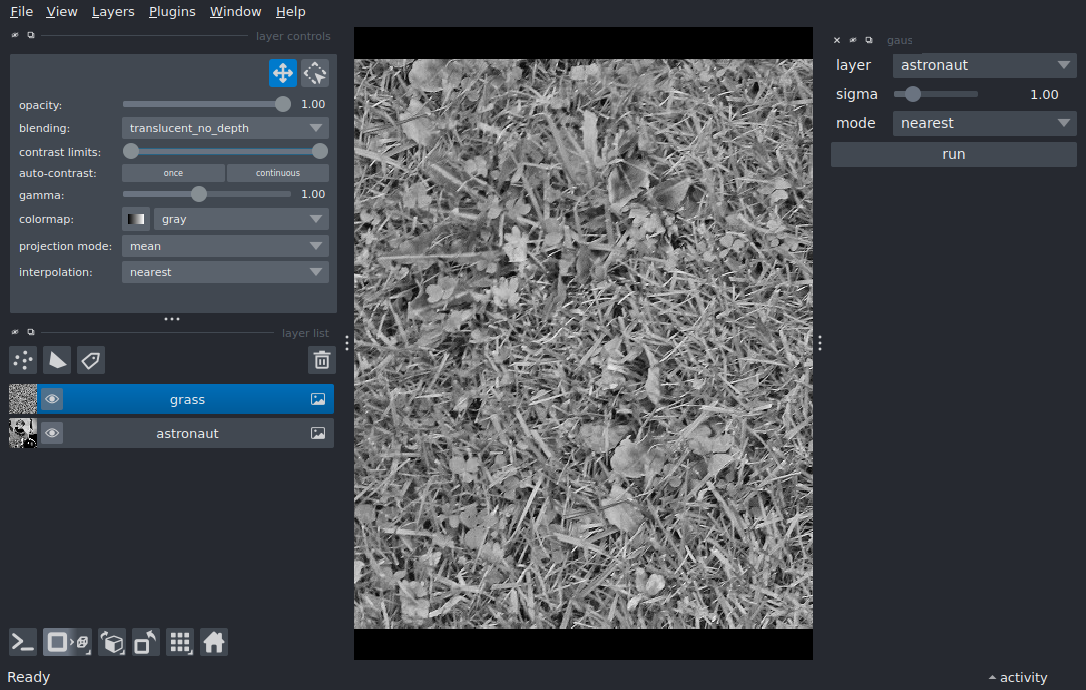 File View Layers Plugins Window Help
layer controls
opacity: 1.00
blending: translucent_no_depth
contrast limits:
auto-contrast: once continuous
gamma: 1.00
colormap: gray
projection mode: mean
interpolation: nearest
layer list
grass
astronaut
gaus
layer astronaut
sigma 1.00
mode nearest
run
Ready
activity